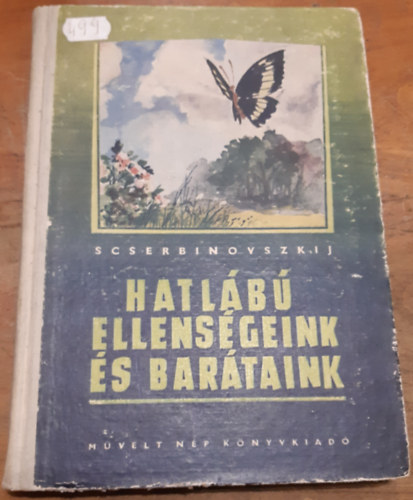 499
SCSERBINOVSZKIJ
HATLÁBÚ
ELLENSÉGEINK
ÉS BARÁTAINK
MŰVELT NÉP KÖNYVKIADÓ